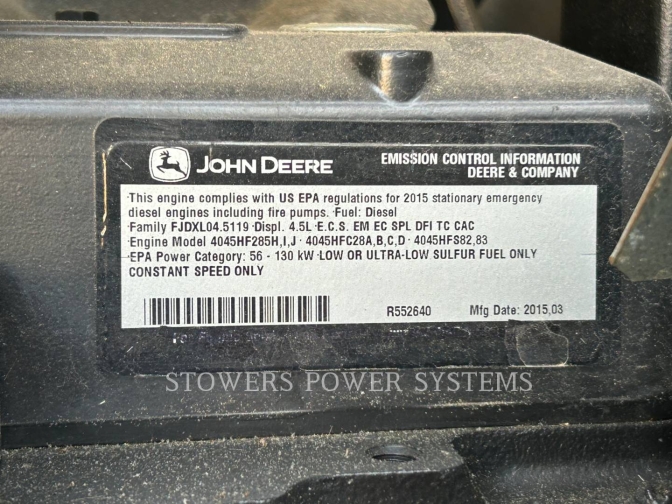 JOHN DEERE
EMISSION CONTROL INFORMATION
DEERE & COMPANY
This engine complies with US EPA regulations for 2015 stationary emergency
diesel engines including fire pumps. Fuel: Diesel
Family FJDXL04.5119 Displ. 4.5L E.C.S. EM EC SPL DFI TC CAC
Engine Model 4045HF285H,I,J · 4045HFC28A,B,C,D · 4045HFS82,83
EPA Power Category: 56 - 130 kW LOW OR ULTRA-LOW SULFUR FUEL ONLY
CONSTANT SPEED ONLY
R552640
Mfg Date: 2015,03
STOWERS POWER SYSTEMS